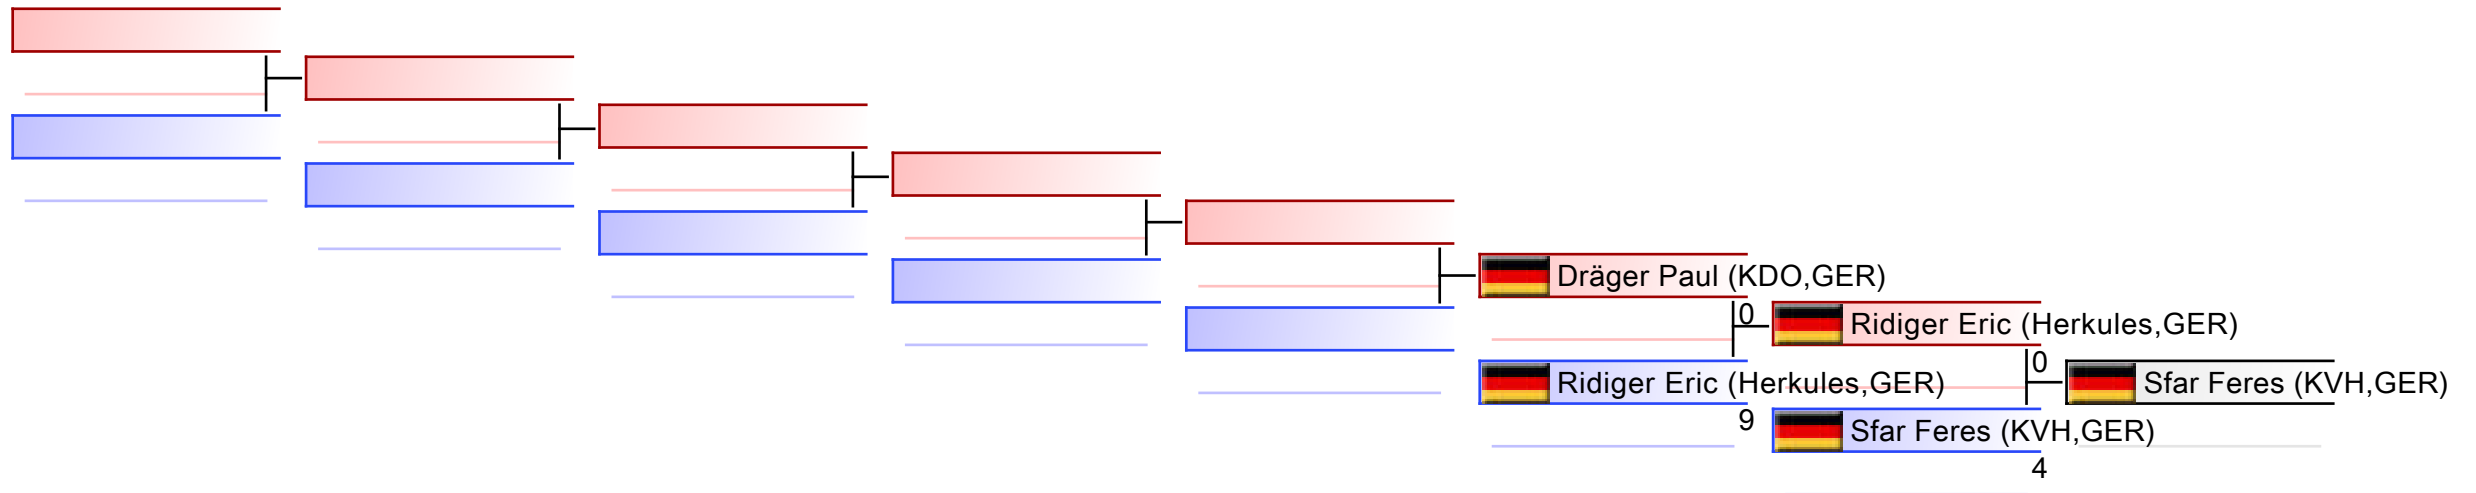 Dräger Paul (KDO,GER)
0
Ridiger Eric (Herkules,GER)
9
Ridiger Eric (Herkules,GER)
0
Sfar Feres (KVH,GER)
4
Sfar Feres (KVH,GER)